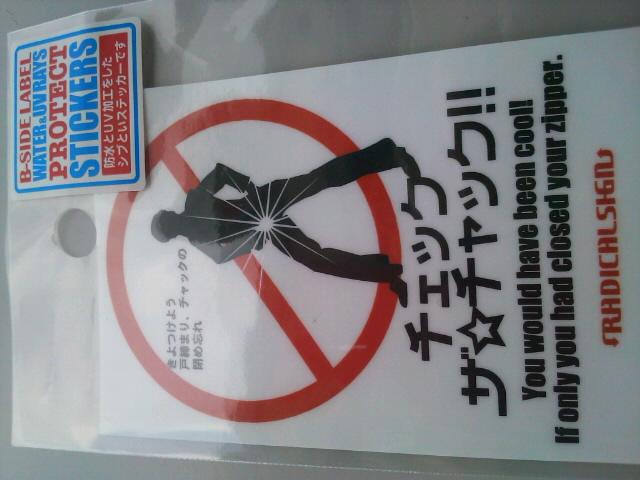 B-SIDE LABEL
WATER & UV RAYS
PROTECT
STICKERS
防水とUV加工をした
シブといステッカーです
きよつけよう
戸締まり、チャックの
閉め忘れ
チェック
ザ☆チャック!!
You would have been cool!
If only you had closed your zipper.
RADICALSIGN